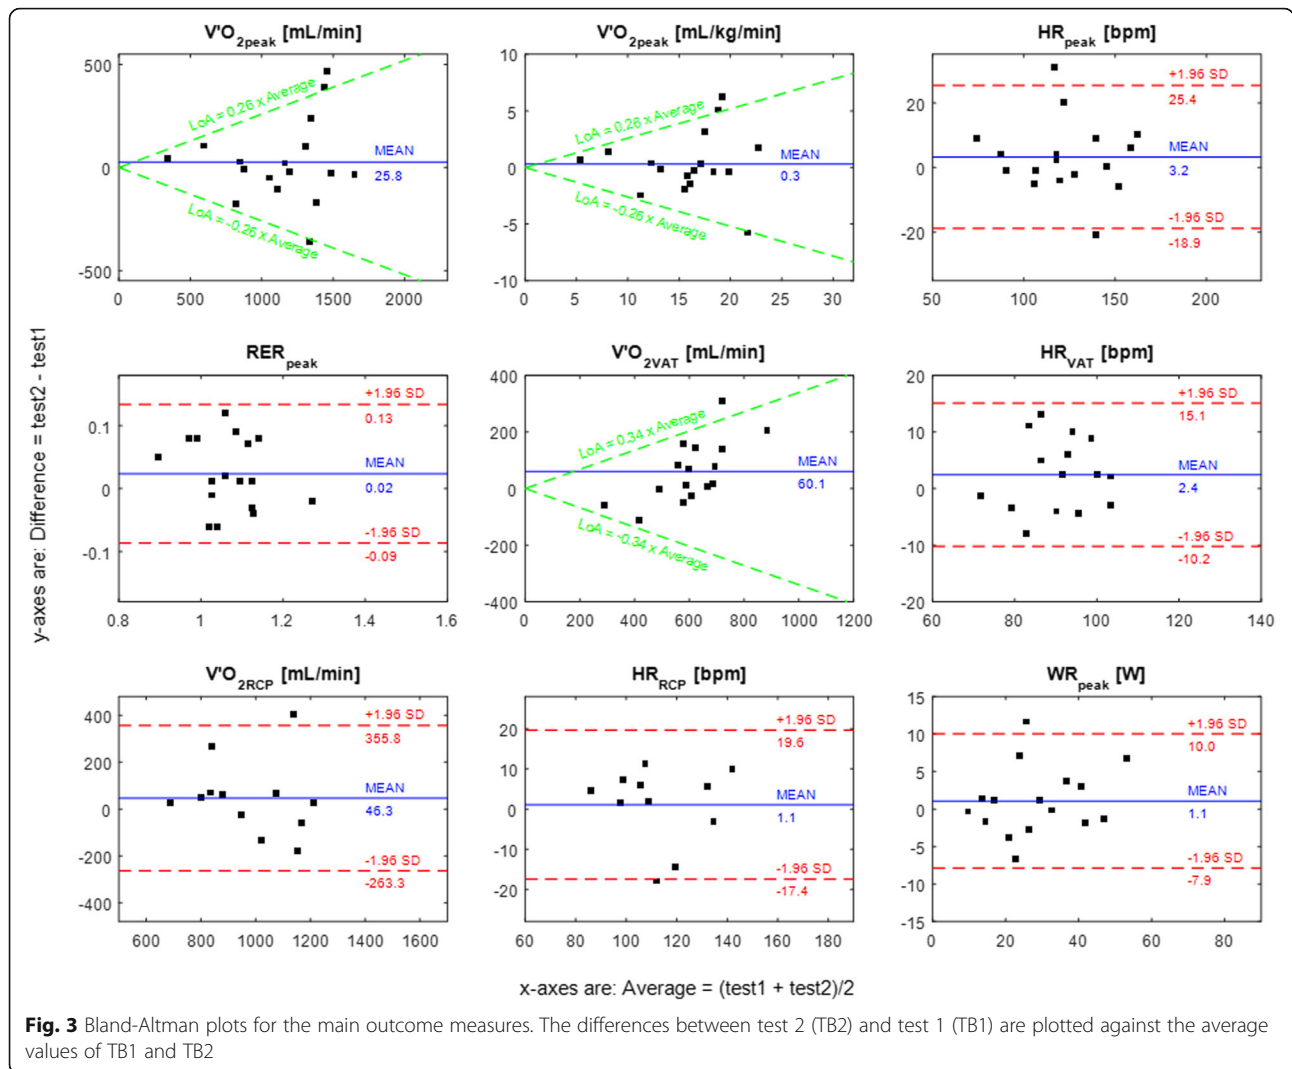 V'O2peak [mL/min]
500
0
-500
0 500 1000 1500 2000
LoA = 0.26 x Average
MEAN
25.8
LoA = -0.26 x Average
V'O2peak [mL/kg/min]
10
5
0
-5
-10
0 5 10 15 20 25 30
LoA = 0.26 x Average
MEAN
0.3
LoA = -0.26 x Average
HRpeak [bpm]
20
0
-20
50 100 150 200
+1.96 SD
25.4
MEAN
3.2
-1.96 SD
-18.9
y-axes are: Difference = test2 - test1
RERpeak
0.1
0
-0.1
0.8 1 1.2 1.4 1.6
+1.96 SD
0.13
MEAN
0.02
-1.96 SD
-0.09
V'O2VAT [mL/min]
400
200
0
-200
-400
0 200 400 600 800 1000 1200
LoA = 0.34 x Average
MEAN
60.1
LoA = -0.34 x Average
HRVAT [bpm]
20
10
0
-10
-20
60 80 100 120 140
+1.96 SD
15.1
MEAN
2.4
-1.96 SD
-10.2
V'O2RCP [mL/min]
400
200
0
-200
-400
600 800 1000 1200 1400 1600
+1.96 SD
355.8
MEAN
46.3
-1.96 SD
-263.3
HRRCP [bpm]
20
10
0
-10
-20
60 80 100 120 140 160 180
+1.96 SD
19.6
MEAN
1.1
-1.96 SD
-17.4
WRpeak [W]
15
10
5
0
-5
-10
-15
0 20 40 60 80
+1.96 SD
10.0
MEAN
1.1
-1.96 SD
-7.9
x-axes are: Average = (test1 + test2)/2
Fig. 3 Bland-Altman plots for the main outcome measures. The differences between test 2 (TB2) and test 1 (TB1) are plotted against the average
values of TB1 and TB2